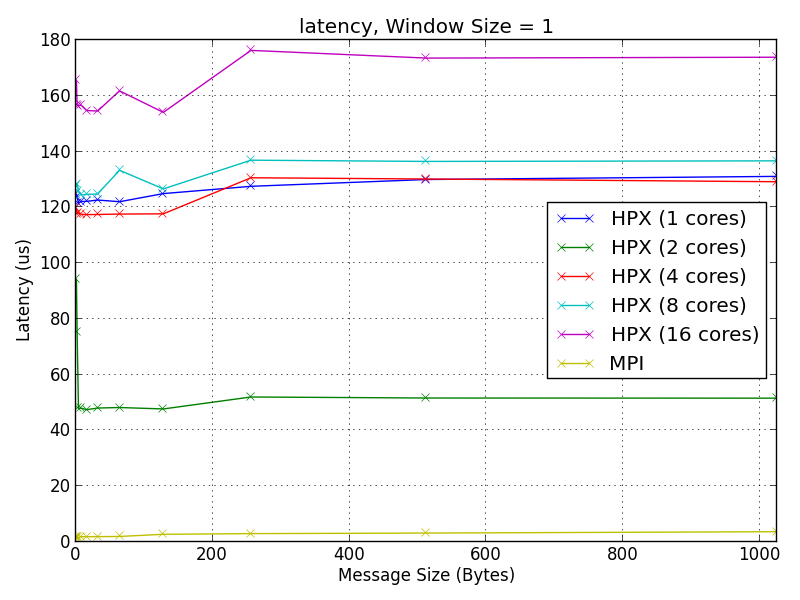 latency, Window Size = 1
180
160
140
120
100
80
60
40
20
0
Latency (us)
HPX (1 cores)
HPX (2 cores)
HPX (4 cores)
HPX (8 cores)
HPX (16 cores)
MPI
0 200 400 600 800 1000
Message Size (Bytes)